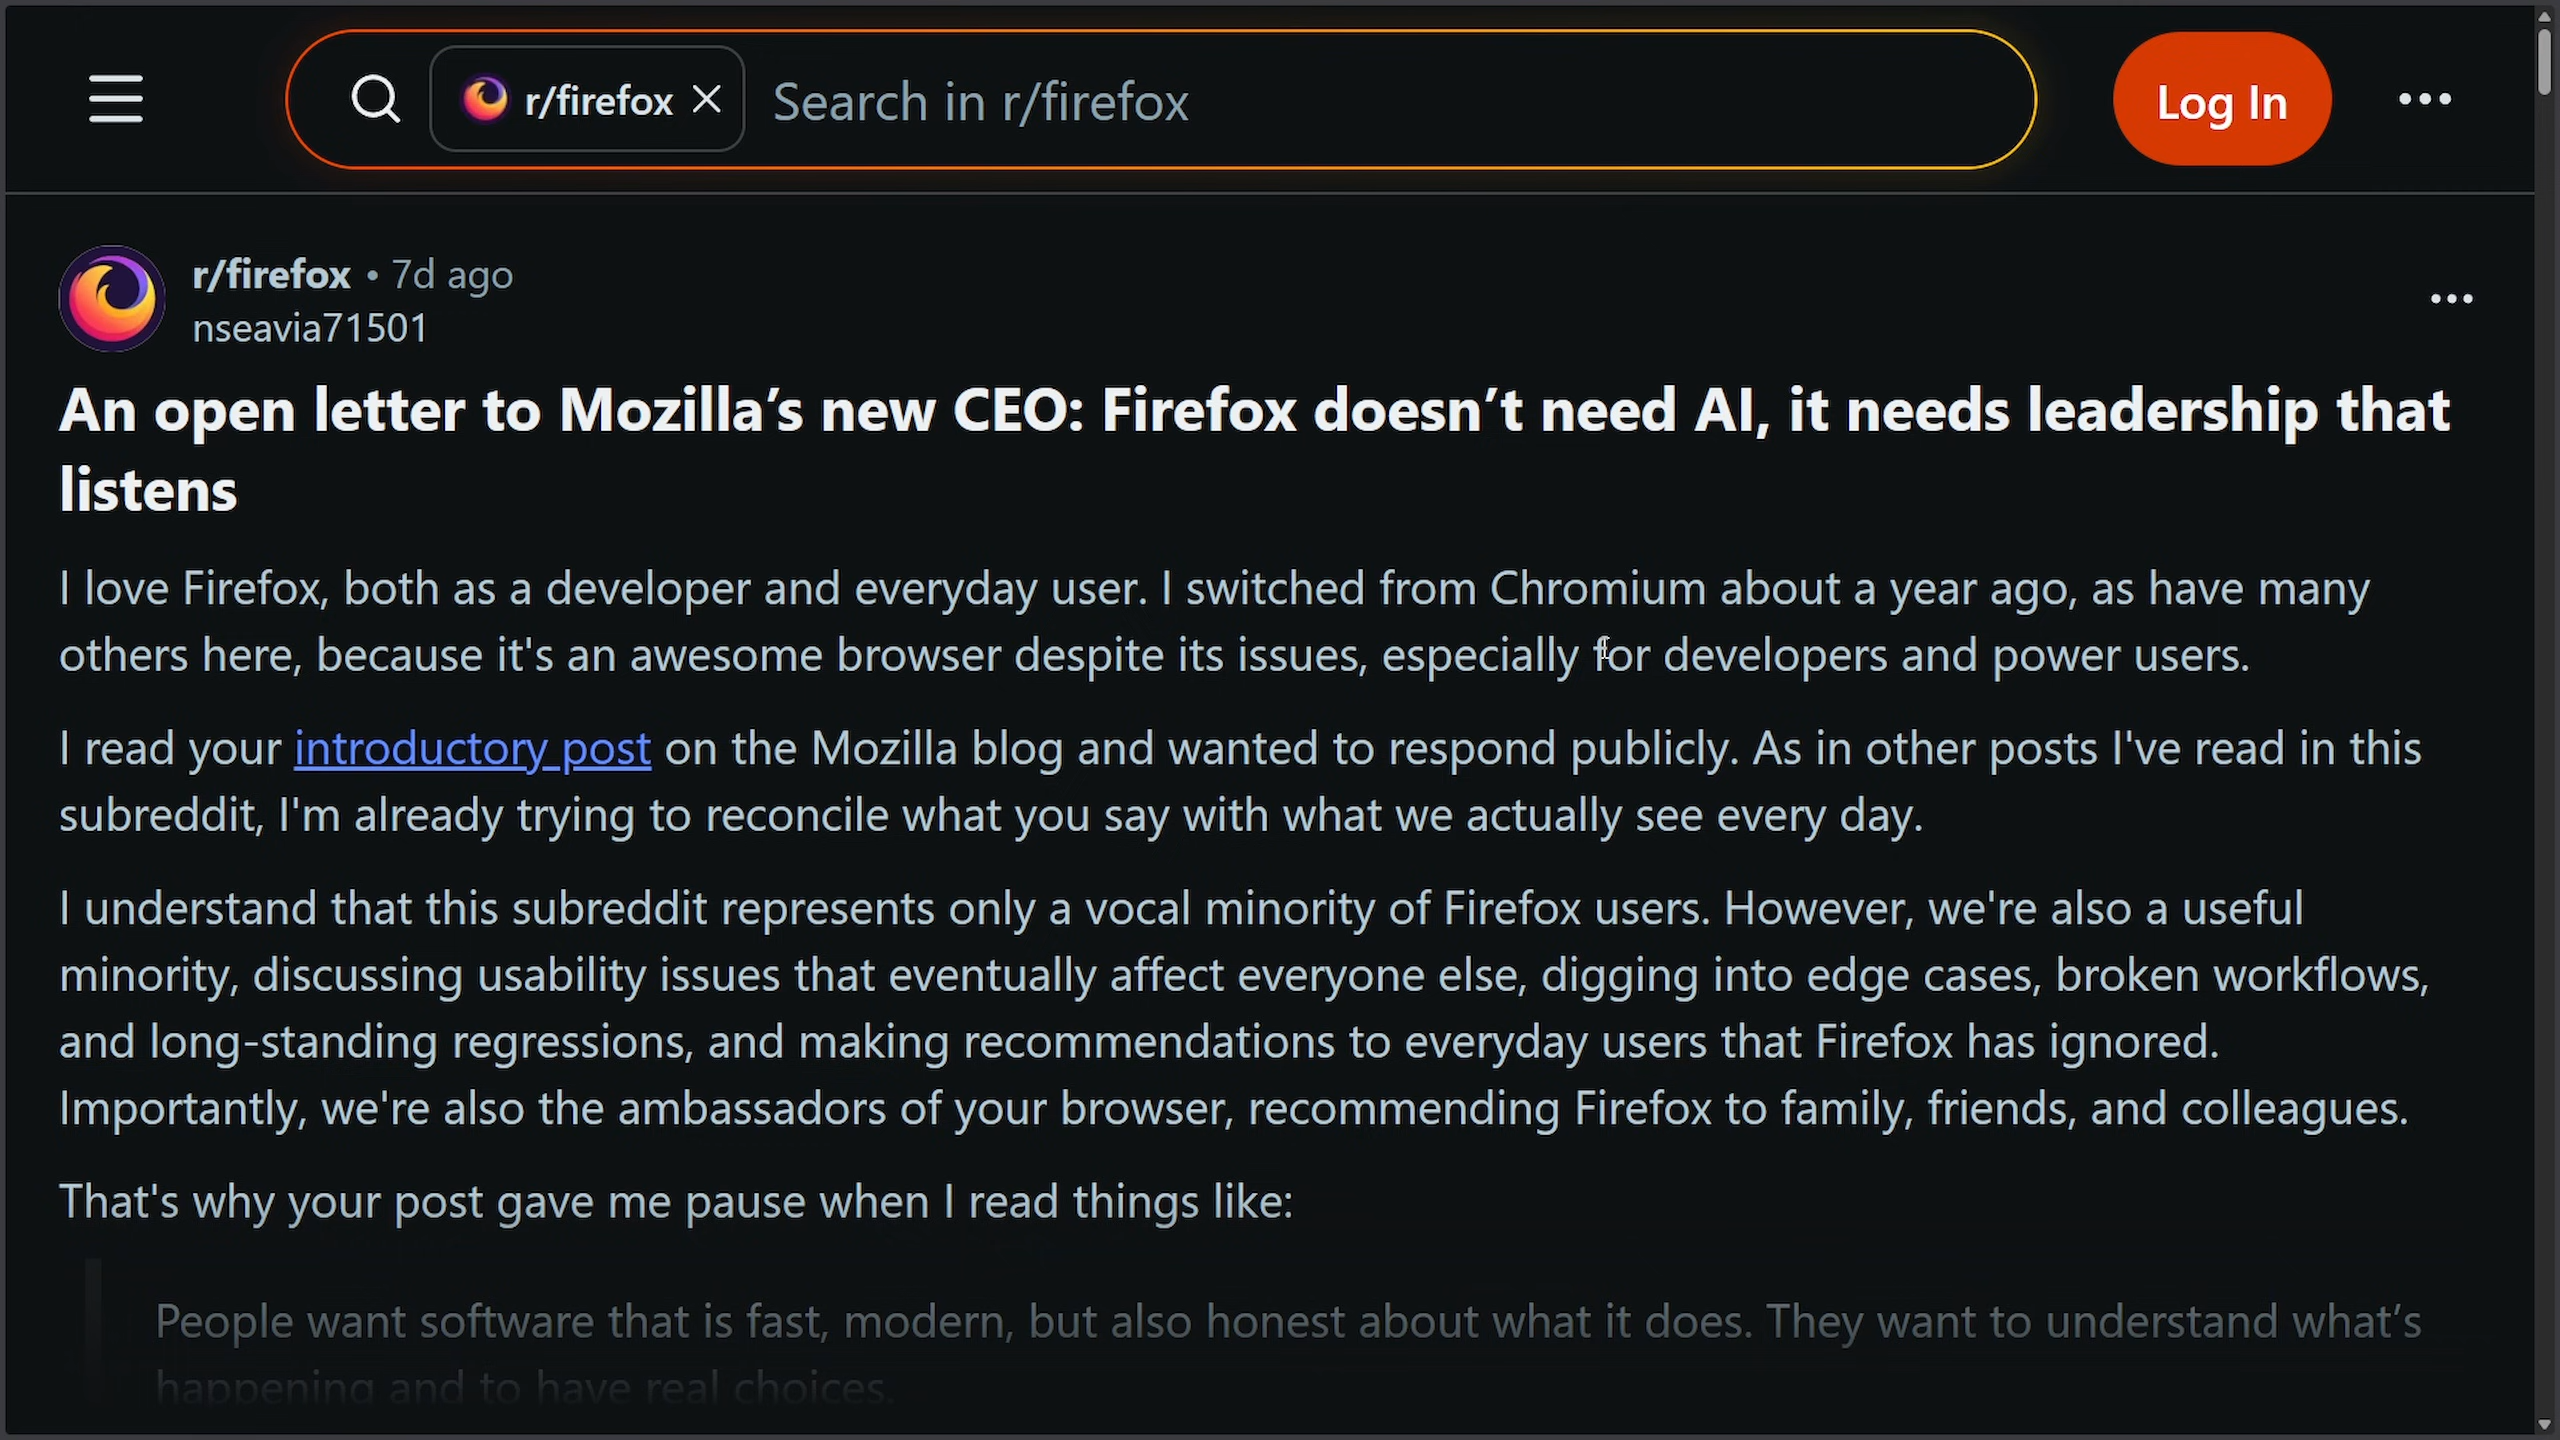 r/firefox
Search in r/firefox
Log In
r/firefox • 7d ago
nseavia71501
An open letter to Mozilla’s new CEO: Firefox doesn’t need AI, it needs leadership that
listens
I love Firefox, both as a developer and everyday user. I switched from Chromium about a year ago, as have many
others here, because it's an awesome browser despite its issues, especially for developers and power users.
I read your introductory post on the Mozilla blog and wanted to respond publicly. As in other posts I've read in this
subreddit, I'm already trying to reconcile what you say with what we actually see every day.
I understand that this subreddit represents only a vocal minority of Firefox users. However, we're also a useful
minority, discussing usability issues that eventually affect everyone else, digging into edge cases, broken workflows,
and long-standing regressions, and making recommendations to everyday users that Firefox has ignored.
Importantly, we're also the ambassadors of your browser, recommending Firefox to family, friends, and colleagues.
That's why your post gave me pause when I read things like:
People want software that is fast, modern, but also honest about what it does. They want to understand what’s
happening and to have real choices.